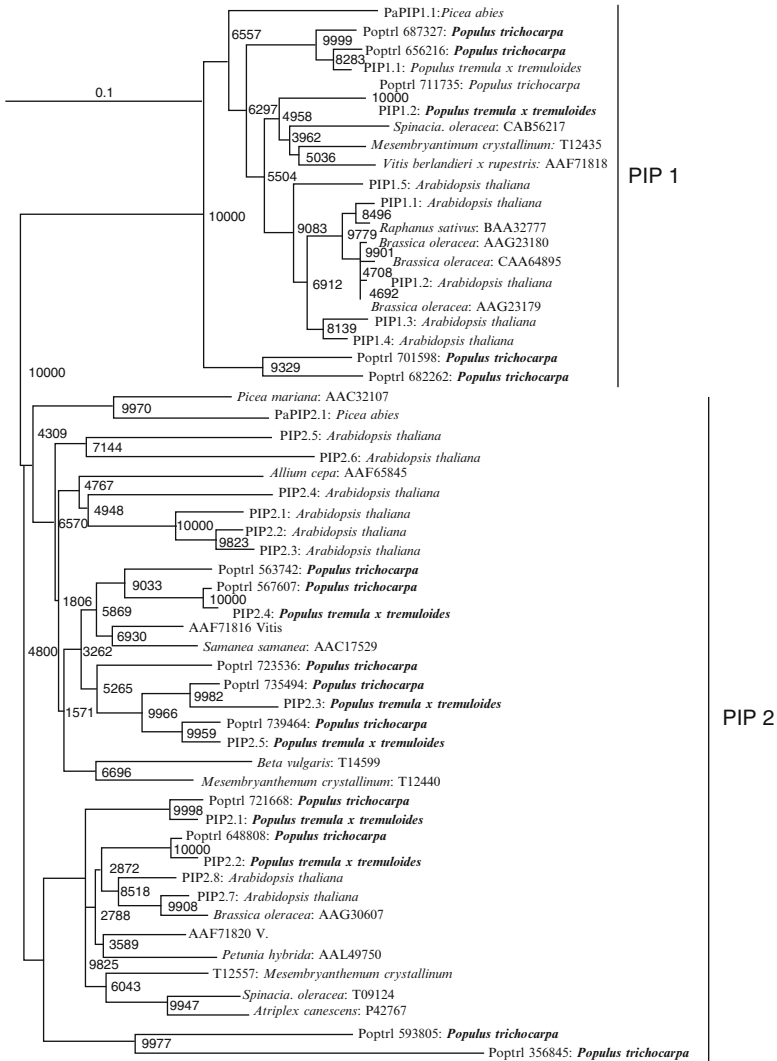 PaPIP1.1:Picea abies
6557
Poptrl 687327: Populus trichocarpa
9999
Poptrl 656216: Populus trichocarpa
8283
PIP1.1: Populus tremula x tremuloides
Poptrl 711735: Populus trichocarpa
0.1
10000
6297
PIP1.2: Populus tremula x tremuloides
4958
Spinacia. oleracea: CAB56217
3962
Mesembryantimum crystallinum: T12435
5036
Vitis berlandieri x rupestris: AAF71818
PIP 1
5504
PIP1.5: Arabidopsis thaliana
PIP1.1: Arabidopsis thaliana
10000
8496
9083
Raphanus sativus: BAA32777
9779
Brassica oleracea: AAG23180
9901
Brassica oleracea: CAA64895
4708
6912
PIP1.2: Arabidopsis thaliana
4692
Brassica oleracea: AAG23179
PIP1.3: Arabidopsis thaliana
8139
PIP1.4: Arabidopsis thaliana
Poptrl 701598: Populus trichocarpa
9329
10000
Poptrl 682262: Populus trichocarpa
Picea mariana: AAC32107
9970
PaPIP2.1: Picea abies
4309
PIP2.5: Arabidopsis thaliana
7144
PIP2.6: Arabidopsis thaliana
Allium cepa: AAF65845
4767
PIP2.4: Arabidopsis thaliana
4948
PIP2.1: Arabidopsis thaliana
6570
10000
PIP2.2: Arabidopsis thaliana
9823
PIP2.3: Arabidopsis thaliana
Poptrl 563742: Populus trichocarpa
9033
Poptrl 567607: Populus trichocarpa
1806
10000
5869
PIP2.4: Populus tremula x tremuloides
AAF71816 Vitis
6930
Samanea samanea: AAC17529
4800
3262
Poptrl 723536: Populus trichocarpa
5265
Poptrl 735494: Populus trichocarpa
9982
PIP2.3: Populus tremula x tremuloides
1571
9966
Poptrl 739464: Populus trichocarpa
PIP 2
9959
PIP2.5: Populus tremula x tremuloides
Beta vulgaris: T14599
6696
Mesembryanthemum crystallinum: T12440
Poptrl 721668: Populus trichocarpa
9998
PIP2.1: Populus tremula x tremuloides
Poptrl 648808: Populus trichocarpa
10000
PIP2.2: Populus tremula x tremuloides
2872
PIP2.8: Arabidopsis thaliana
8518
PIP2.7: Arabidopsis thaliana
9908
Brassica oleracea: AAG30607
2788
AAF71820 V.
3589
Petunia hybrida: AAL49750
9825
T12557: Mesembryanthemum crystallinum
6043
Spinacia. oleracea: T09124
9947
Atriplex canescens: P42767
Poptrl 593805: Populus trichocarpa
9977
Poptrl 356845: Populus trichocarpa